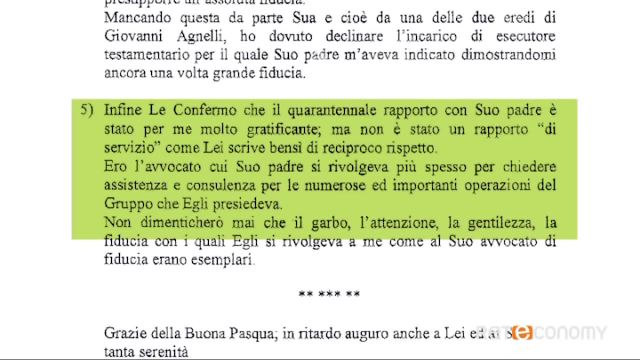 presupporre un'assoluta fiducia.
Mancando questa da parte Sua e cioè da una delle due eredi di
Giovanni Agnelli, ho dovuto declinare l'incarico di esecutore
testamentario per il quale Suo padre m'aveva indicato dimostrandomi
ancora una volta grande fiducia.
5) Infine Le Confermo che il quarantennale rapporto con Suo padre è
stato per me molto gratificante; ma non è stato un rapporto "di
servizio" come Lei scrive bensì di reciproco rispetto.
Ero l'avvocato cui Suo padre si rivolgeva più spesso per chiedere
assistenza e consulenza per le numerose ed importanti operazioni del
Gruppo che Egli presiedeva.
Non dimenticherò mai che il garbo, l'attenzione, la gentilezza, la
fiducia con i quali Egli si rivolgeva a me come al Suo avvocato di
fiducia erano esemplari.
** *** **
Grazie della Buona Pasqua; in ritardo auguro anche a Lei ed ai
tanta serenità
economy